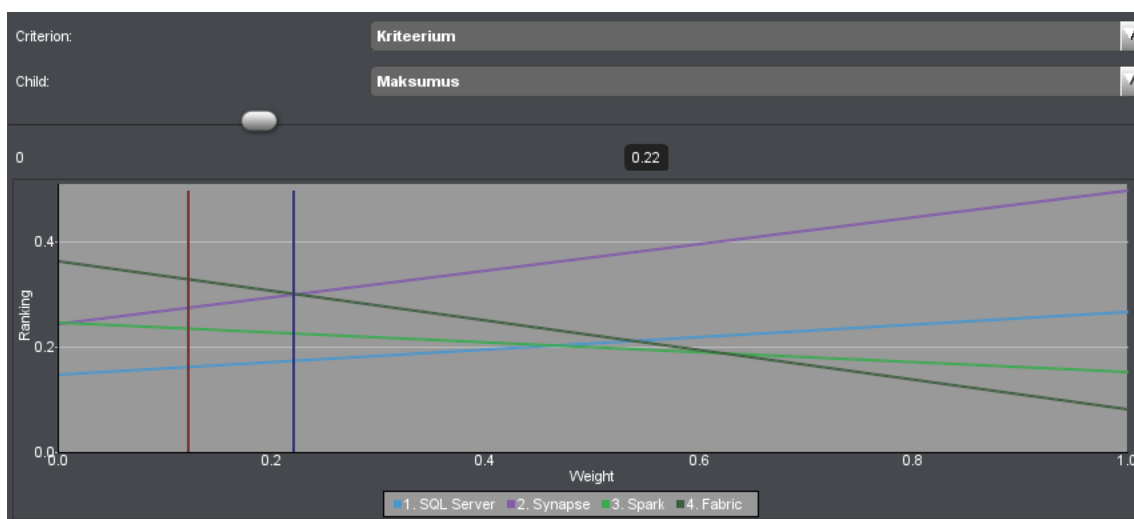 Criterion: Kriteerium
Child: Maksumus
0 0.22
0.4
0.2
0.0
Ranking
0.0 0.2 0.4 0.6 0.8 1.0
Weight
1. SQL Server 2. Synapse 3. Spark 4. Fabric